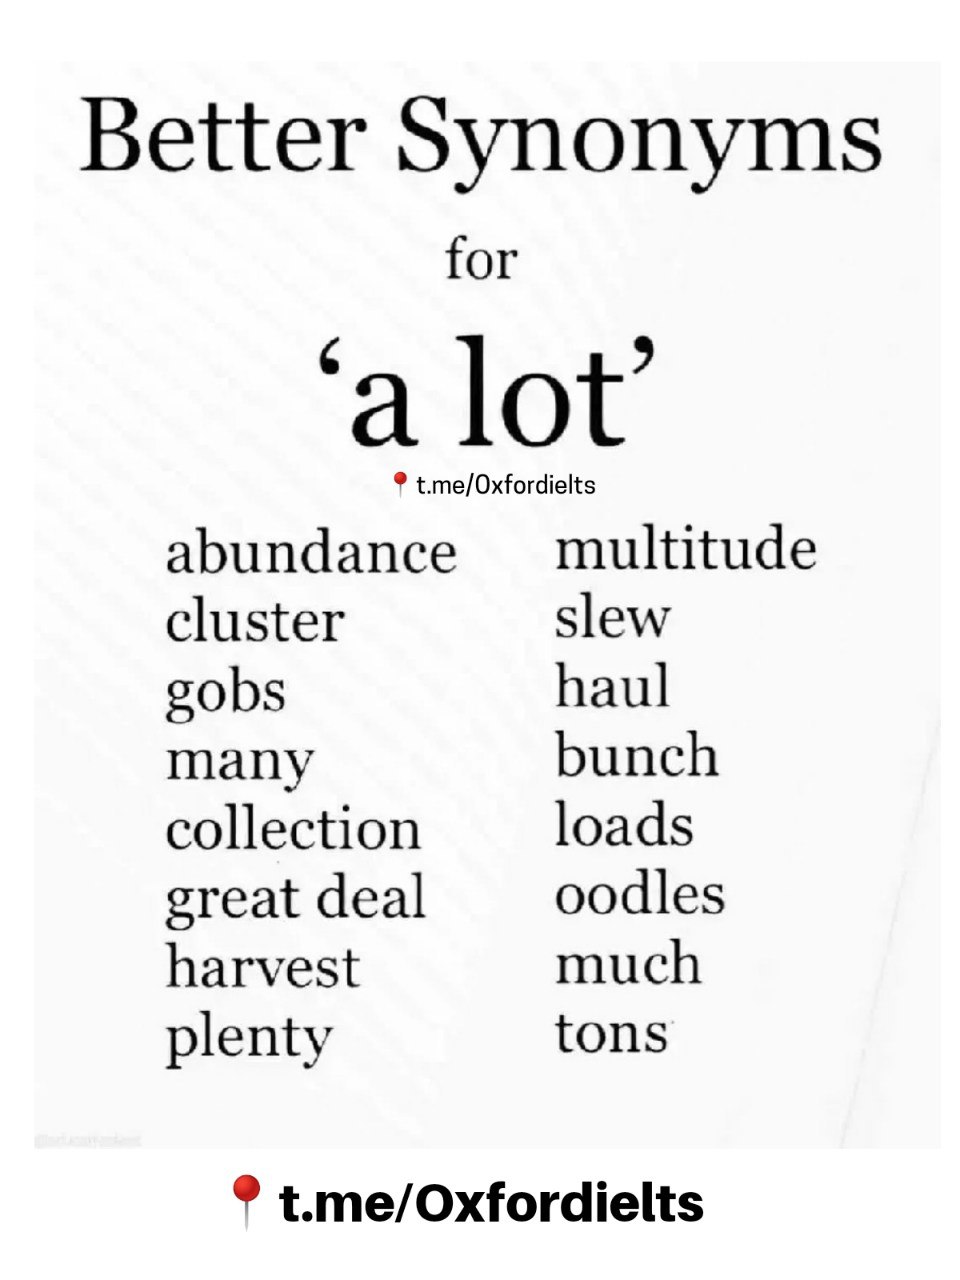 Better Synonyms
for
‘a lot’
t.me/Oxfordielts
abundance
cluster
gobs
many
collection
great deal
harvest
plenty
multitude
slew
haul
bunch
loads
oodles
much
tons
t.me/Oxfordielts